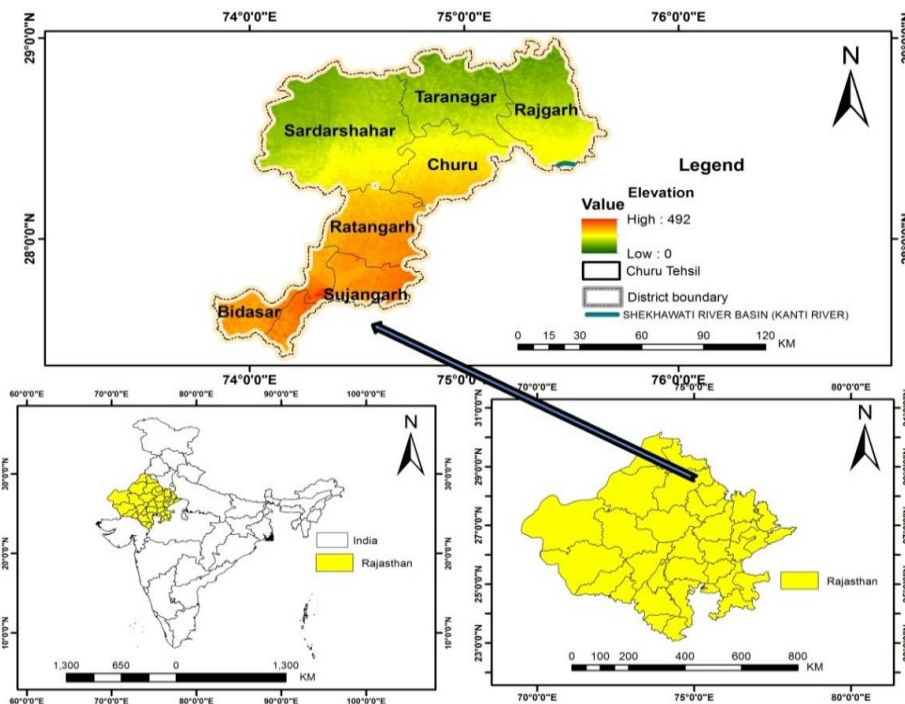 74°0'0"E 75°0'0"E 76°0'0"E
29°0'0"N
28°0'0"N
N
Taranagar
Rajgarh
Sardarshahar
Churu
Ratangarh
Sujangarh
Bidasar
Legend
Elevation
Value
High : 492
Low : 0
Churu Tehsil
District boundary
SHEKHAWATI RIVER BASIN (KANTI RIVER)
0 15 30 60 90 120
KM
28°0'0"N
74°0'0"E 75°0'0"E 76°0'0"E
60°0'0"E 70°0'0"E 80°0'0"E 90°0'0"E 100°0'0"E
30°0'0"N
20°0'0"N
10°0'0"N
N
India
Rajasthan
1,300 650 0 1,300
KM
60°0'0"E 70°0'0"E 80°0'0"E 90°0'0"E 100°0'0"E
70°0'0"E 75°0'0"E 80°0'0"E
31°0'0"N
29°0'0"N
27°0'0"N
25°0'0"N
23°0'0"N
N
Rajasthan
0 100 200 400 600 800
KM
70°0'0"E 75°0'0"E 80°0'0"E